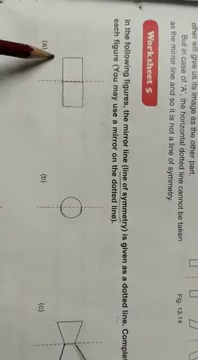 other will give us its image as the other part.
But in case of 'A', the horizontal dotted line cannot be taken
as the mirror line and so it is not a line of symmetry.
Fig. 13.14
Worksheet 5
In the following figures, the mirror line (line of symmetry) is given as a dotted line. Comple
each figure (You may use a mirror on the dotted line).
(a)
(b)
(c)